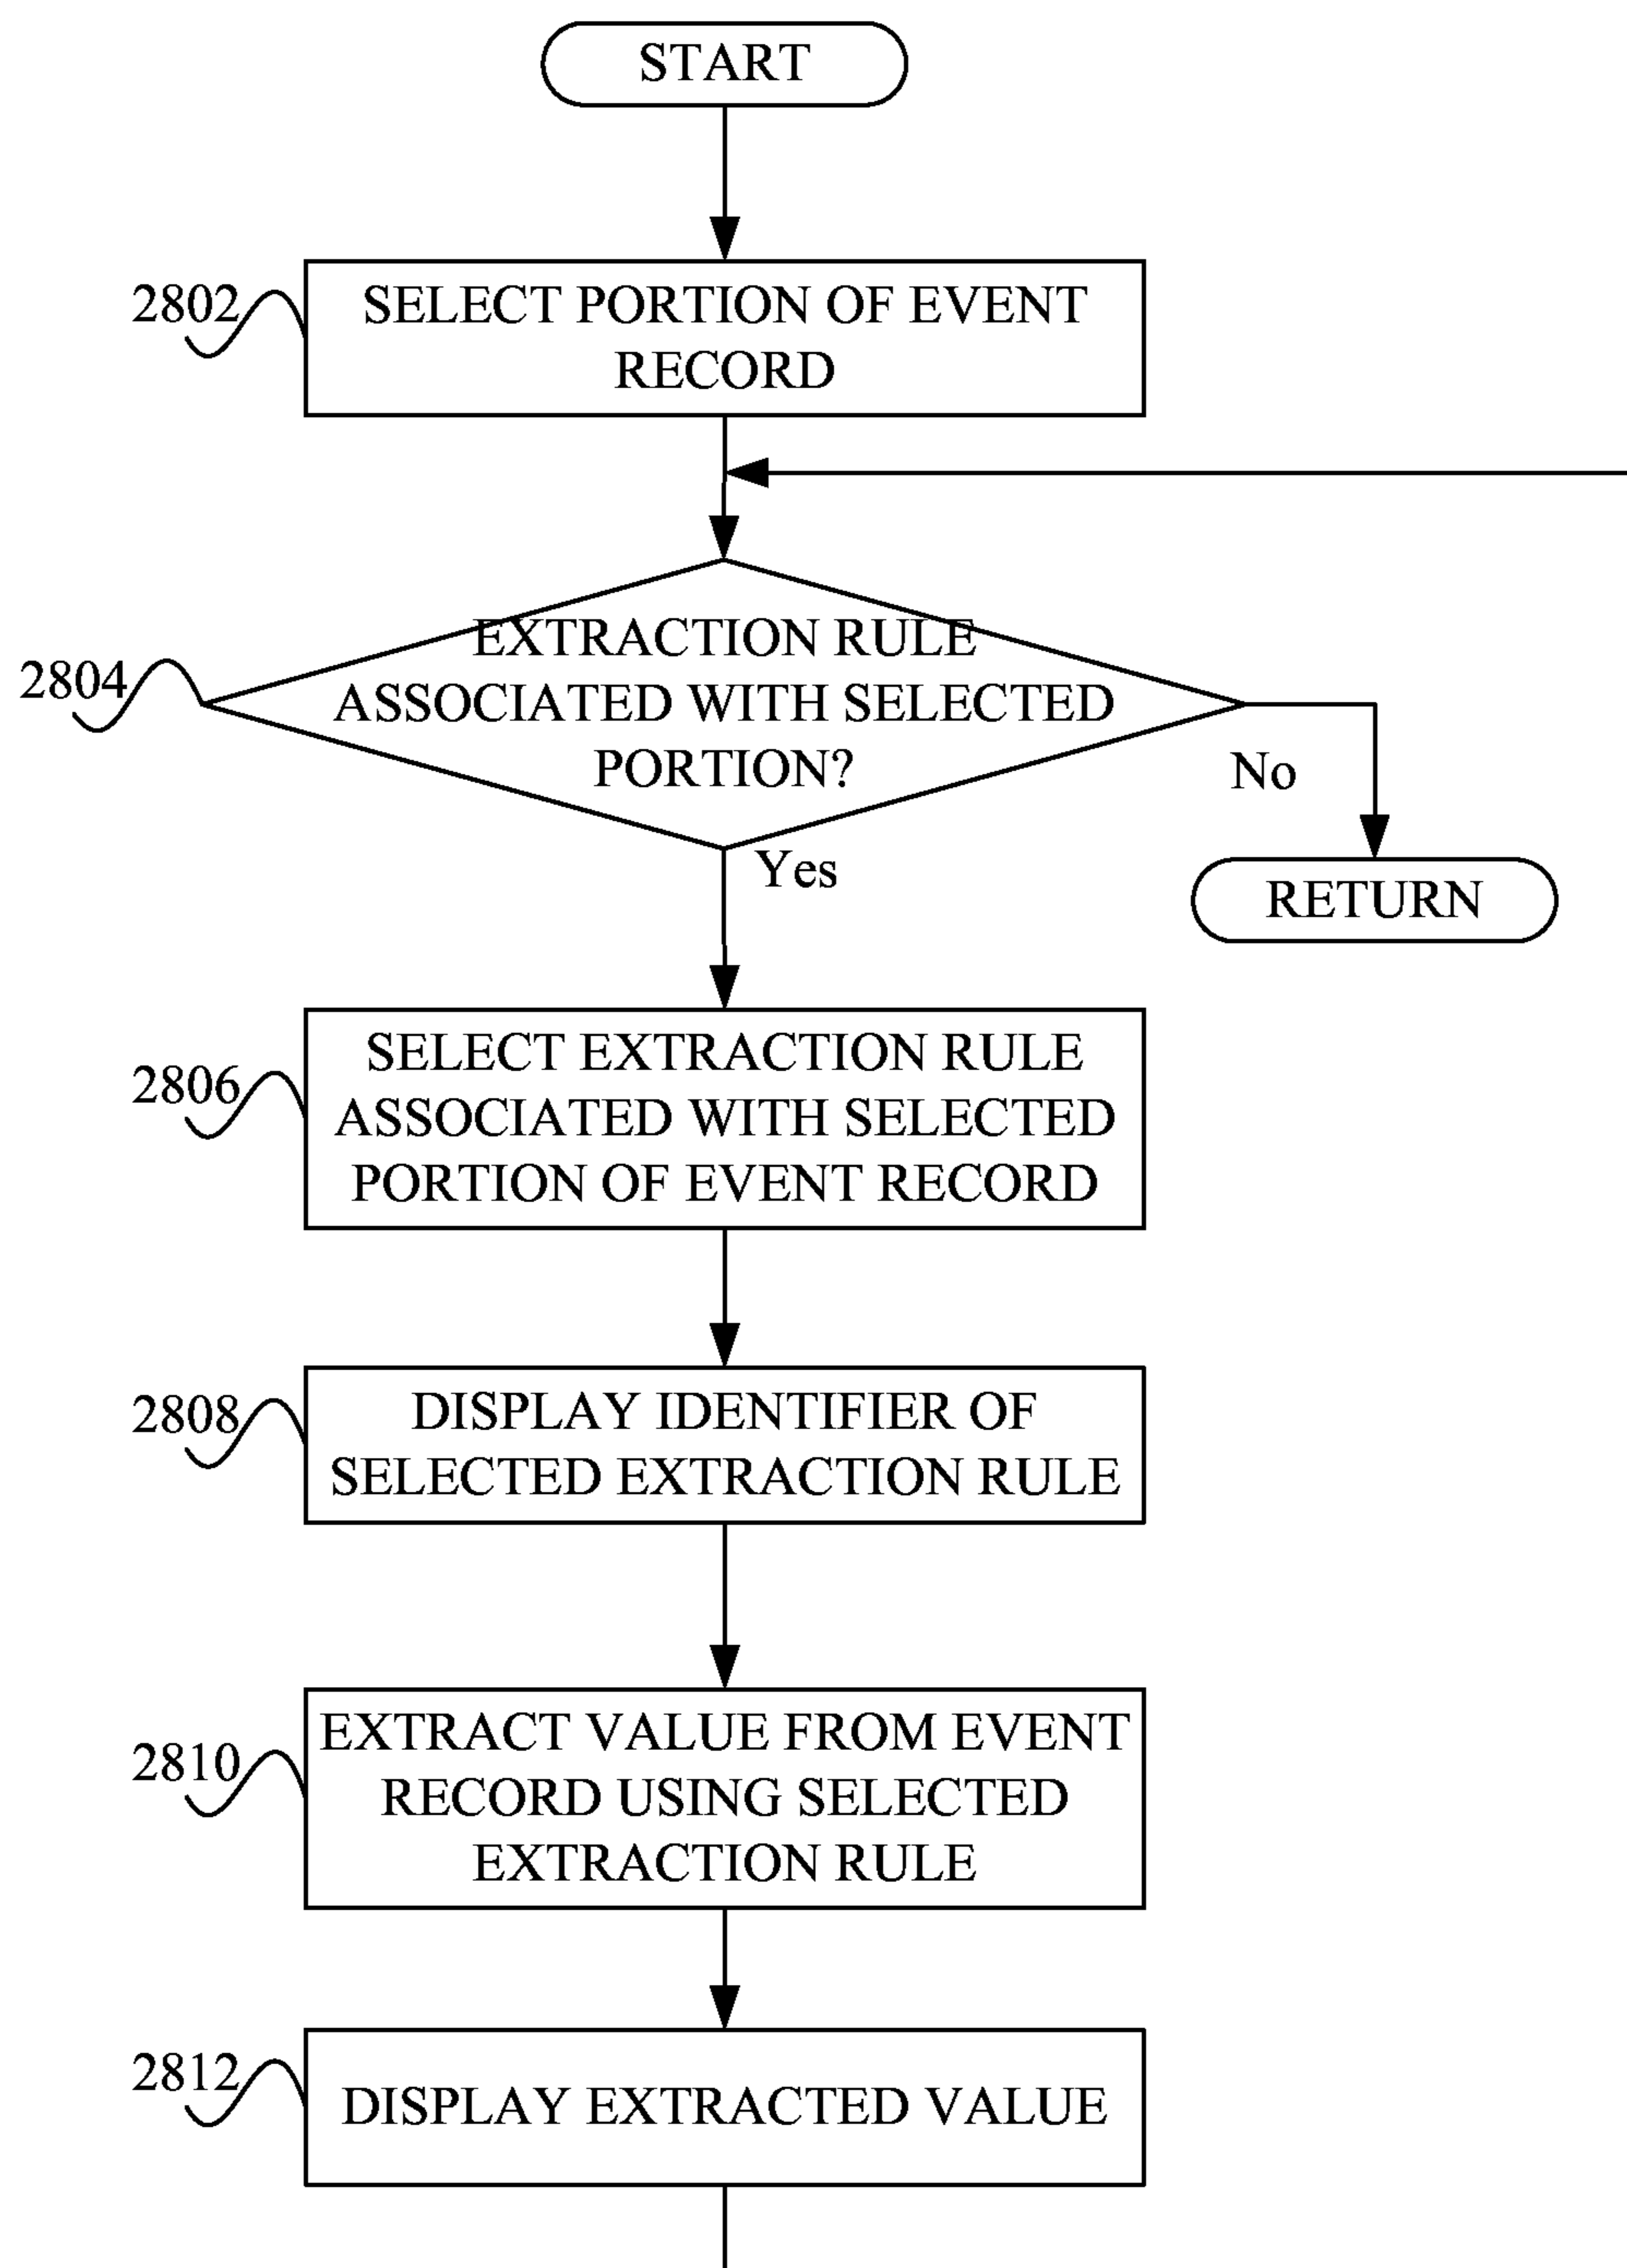 START
2802
SELECT PORTION OF EVENT
RECORD
2804
EXTRACTION RULE
ASSOCIATED WITH SELECTED
PORTION?
No
Yes
RETURN
2806
SELECT EXTRACTION RULE
ASSOCIATED WITH SELECTED
PORTION OF EVENT RECORD
2808
DISPLAY IDENTIFIER OF
SELECTED EXTRACTION RULE
2810
EXTRACT VALUE FROM EVENT
RECORD USING SELECTED
EXTRACTION RULE
2812
DISPLAY EXTRACTED VALUE